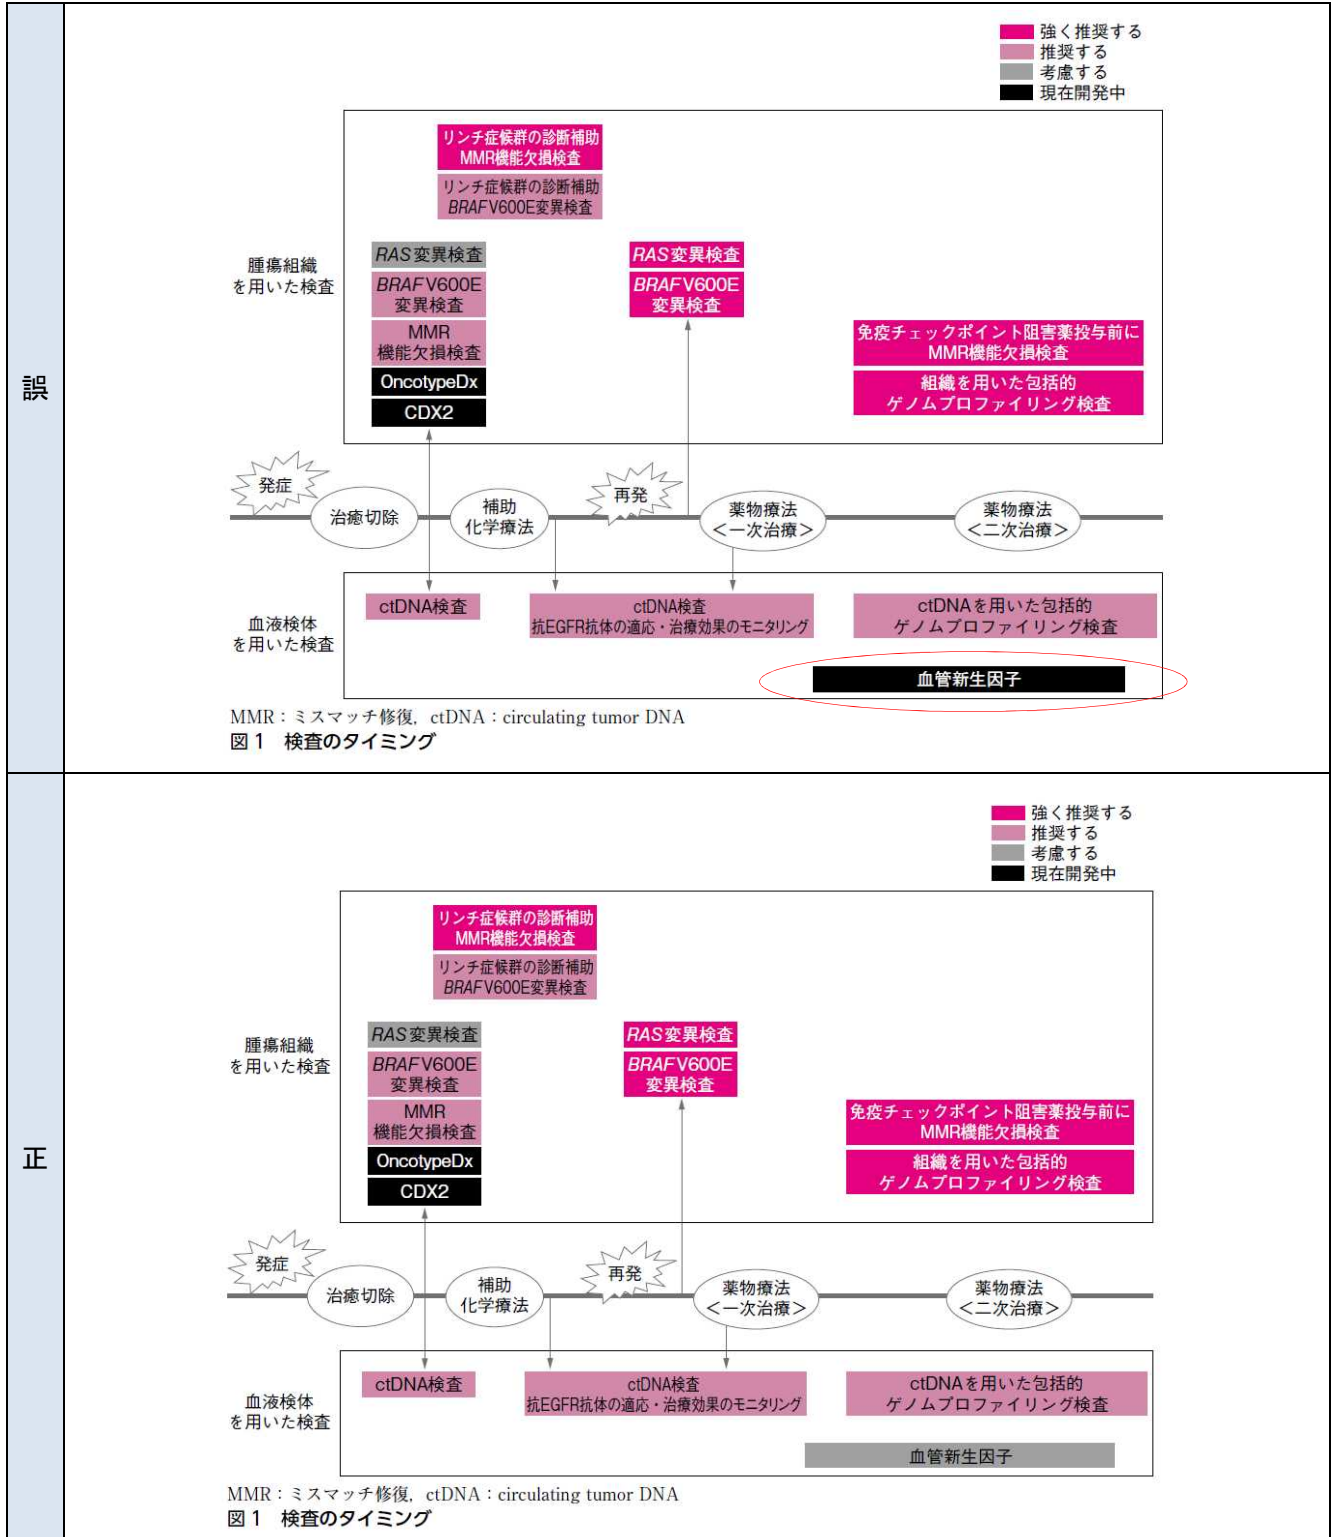 誤
強く推奨する
推奨する
考慮する
現在開発中
リンチ症候群の診断補助
MMR機能欠損検査
リンチ症候群の診断補助
BRAF V600E変異検査
腫瘍組織
を用いた検査
RAS変異検査
BRAF V600E
変異検査
MMR
機能欠損検査
OncotypeDx
CDX2
RAS変異検査
BRAF V600E
変異検査
免疫チェックポイント阻害薬投与前に
MMR機能欠損検査
組織を用いた包括的
ゲノムプロファイリング検査
発症
治癒切除
補助
化学療法
再発
薬物療法
<一次治療>
薬物療法
<二次治療>
血液検体
を用いた検査
ctDNA検査
ctDNA検査
抗EGFR抗体の適応・治療効果のモニタリング
ctDNAを用いた包括的
ゲノムプロファイリング検査
血管新生因子
MMR：ミスマッチ修復，ctDNA：circulating tumor DNA
図1　検査のタイミング
正
強く推奨する
推奨する
考慮する
現在開発中
リンチ症候群の診断補助
MMR機能欠損検査
リンチ症候群の診断補助
BRAF V600E変異検査
腫瘍組織
を用いた検査
RAS変異検査
BRAF V600E
変異検査
MMR
機能欠損検査
OncotypeDx
CDX2
RAS変異検査
BRAF V600E
変異検査
免疫チェックポイント阻害薬投与前に
MMR機能欠損検査
組織を用いた包括的
ゲノムプロファイリング検査
発症
治癒切除
補助
化学療法
再発
薬物療法
<一次治療>
薬物療法
<二次治療>
血液検体
を用いた検査
ctDNA検査
ctDNA検査
抗EGFR抗体の適応・治療効果のモニタリング
ctDNAを用いた包括的
ゲノムプロファイリング検査
血管新生因子
MMR：ミスマッチ修復，ctDNA：circulating tumor DNA
図1　検査のタイミング